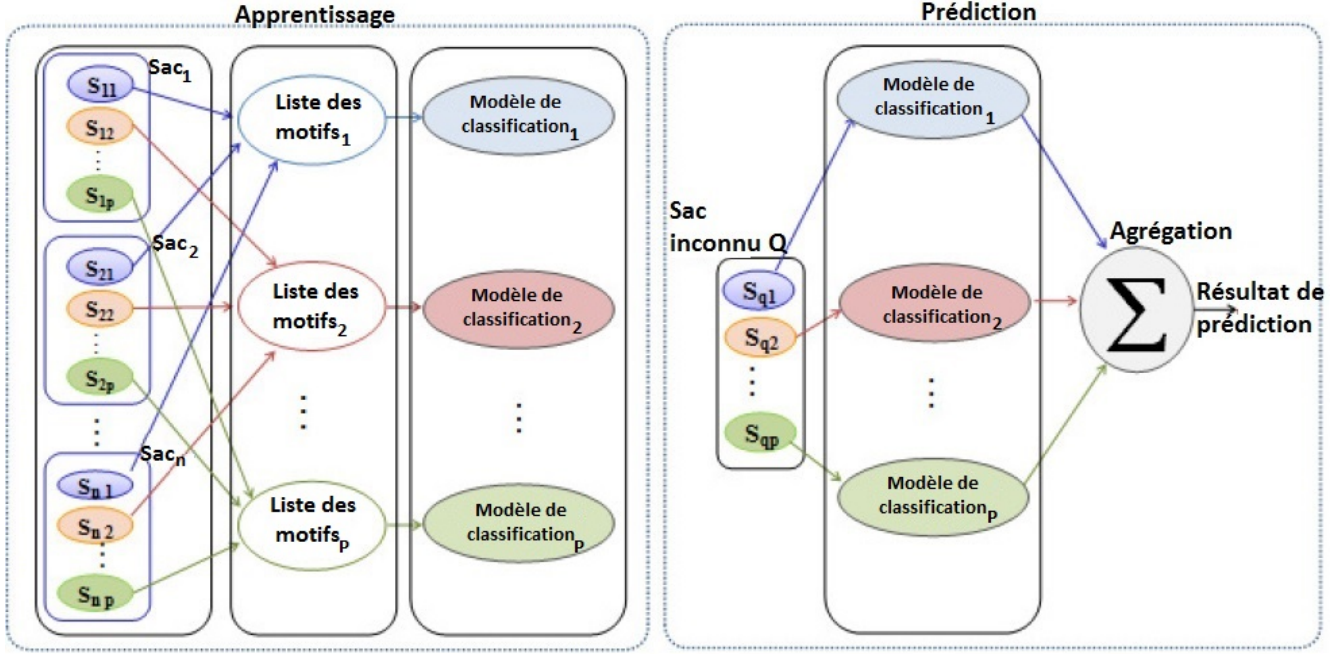 Apprentissage
Sac1
S11
S12
S1p
Sac2
S21
S22
S2p
Sacn
Sn 1
Sn 2
Sn p
Liste des
motifs1
Liste des
motifs2
Liste des
motifsp
Modèle de
classification1
Modèle de
classification2
Modèle de
classificationp
Prédiction
Sac
inconnu Q
Sq1
Sq2
Sqp
Modèle de
classification1
Modèle de
classification2
Modèle de
classificationp
Agrégation
Σ
Résultat de
prédiction